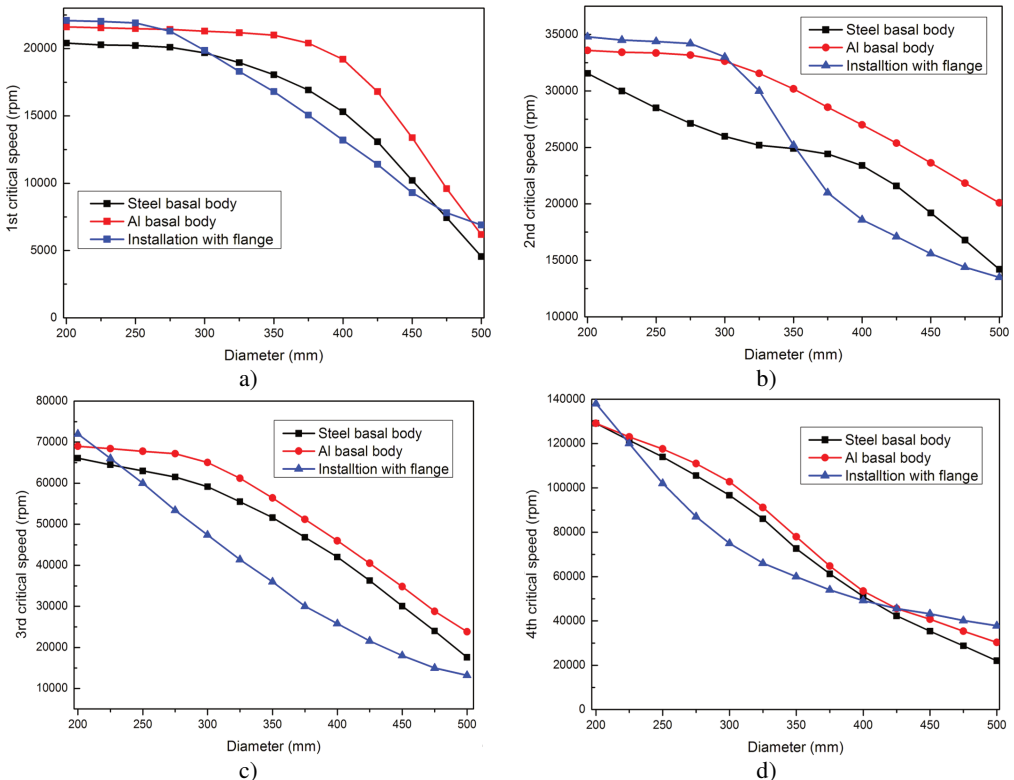 a)
1st critical speed (rpm)
20000
15000
10000
5000
0
Steel basal body
Al basal body
Installation with flange
200 250 300 350 400 450 500
Diameter (mm)
b)
2nd critical speed (rpm)
35000
30000
25000
20000
15000
10000
Steel basal body
Al basal body
Installtion with flange
200 250 300 350 400 450 500
Diameter (mm)
a)
b)
3rd critical speed (rpm)
80000
70000
60000
50000
40000
30000
20000
10000
Steel basal body
Al basal body
Installtion with flange
200 250 300 350 400 450 500
Diameter (mm)
c)
4th critical speed (rpm)
140000
120000
100000
80000
60000
40000
20000
0
Steel basal body
Al basal body
Installtion with flange
200 250 300 350 400 450 500
Diameter (mm)
d)